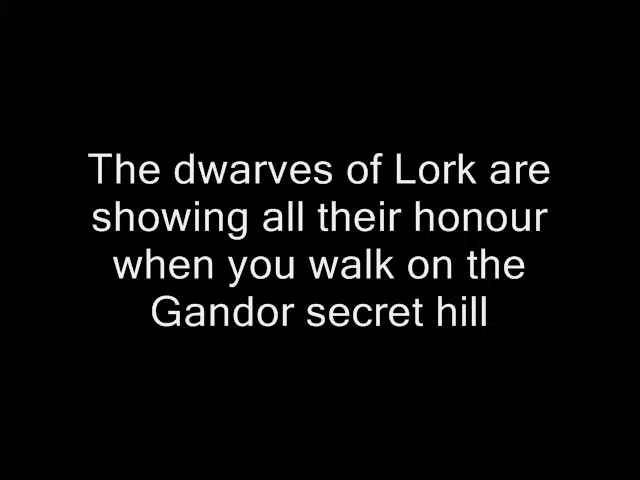 The dwarves of Lork are
showing all their honour
when you walk on the
Gandor secret hill